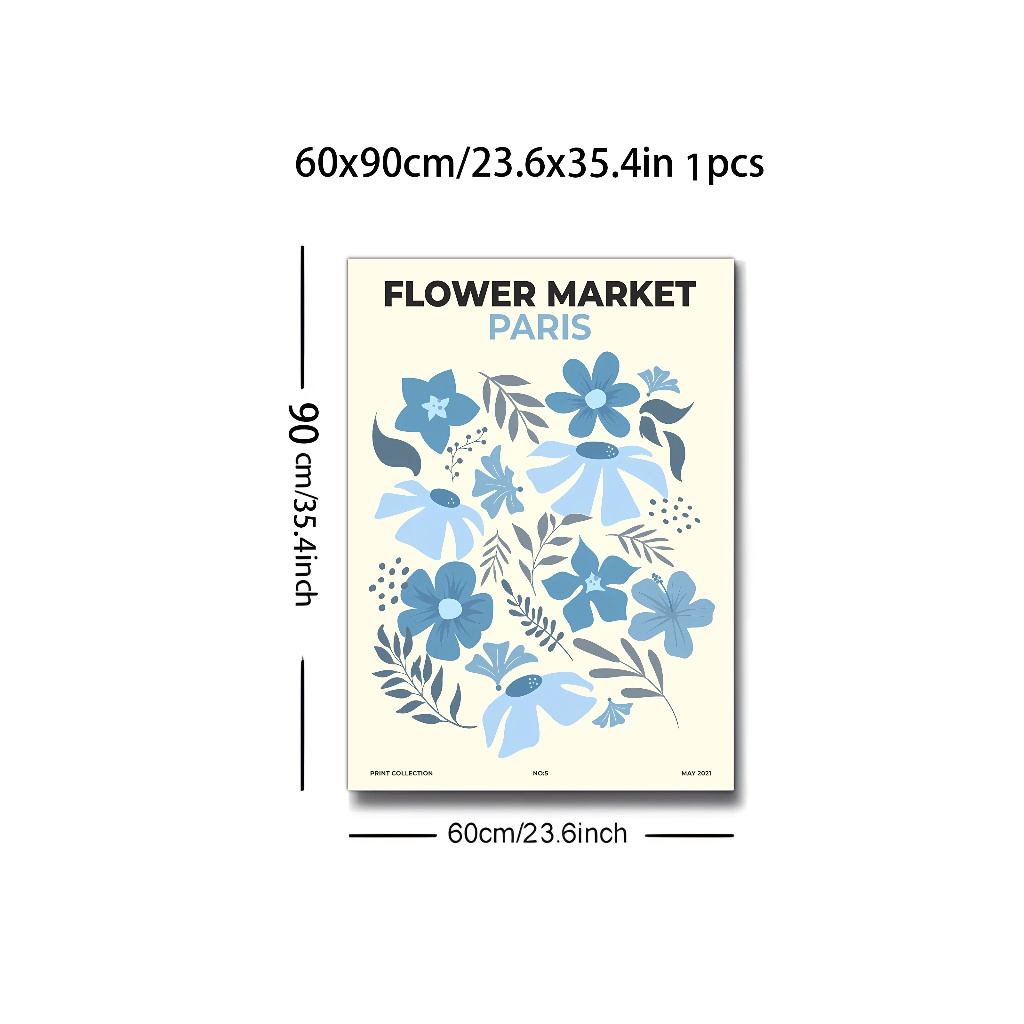 60x90cm/23.6x35.4in 1pcs
FLOWER MARKET
PARIS
90 cm/35.4inch
PRINT COLLECTION
NO:5
MAY 2021
60cm/23.6inch